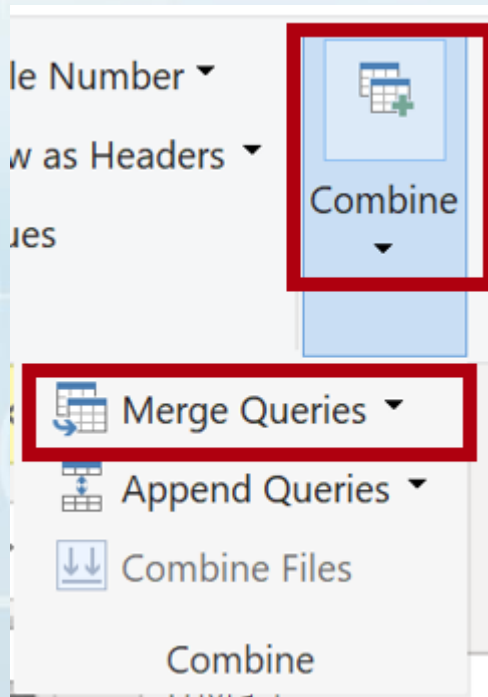 le Number
w as Headers
ues
Combine
Merge Queries
Append Queries
Combine Files
Combine